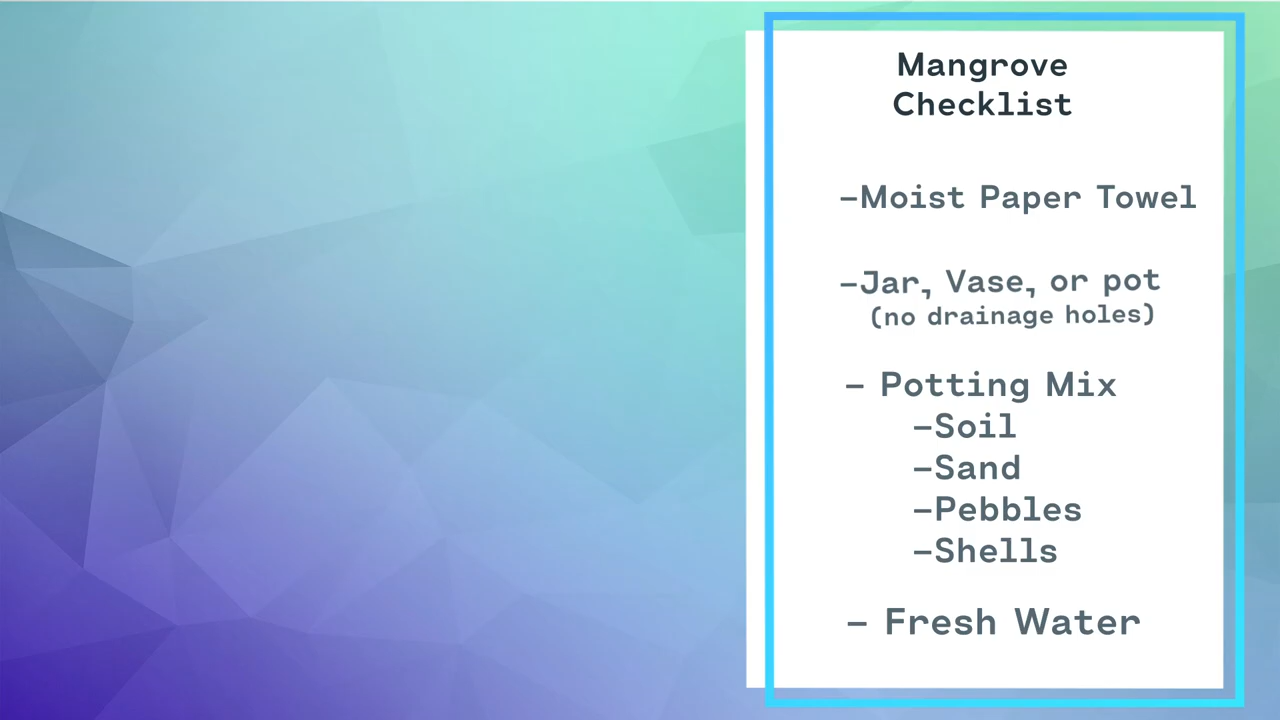 Mangrove
Checklist
-Moist Paper Towel
-Jar, Vase, or pot
(no drainage holes)
- Potting Mix
-Soil
-Sand
-Pebbles
-Shells
- Fresh Water